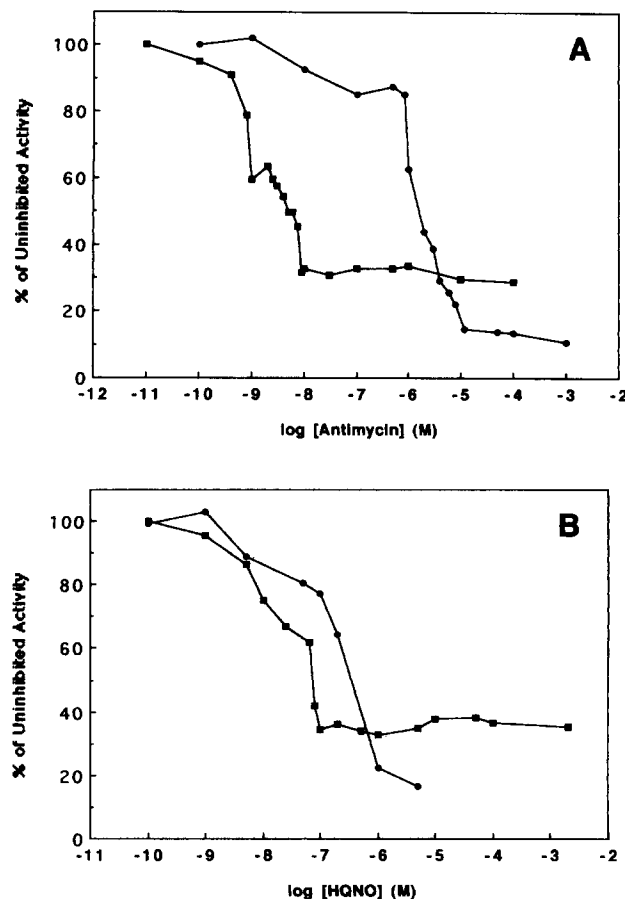 A
% of Uninhibited Activity
100
80
60
40
20
0
-12 -11 -10 -9 -8 -7 -6 -5 -4 -3 -2
log [Antimycin] (M)
B
% of Uninhibited Activity
100
80
60
40
20
0
-11 -10 -9 -8 -7 -6 -5 -4 -3 -2
log [HQNO] (M)